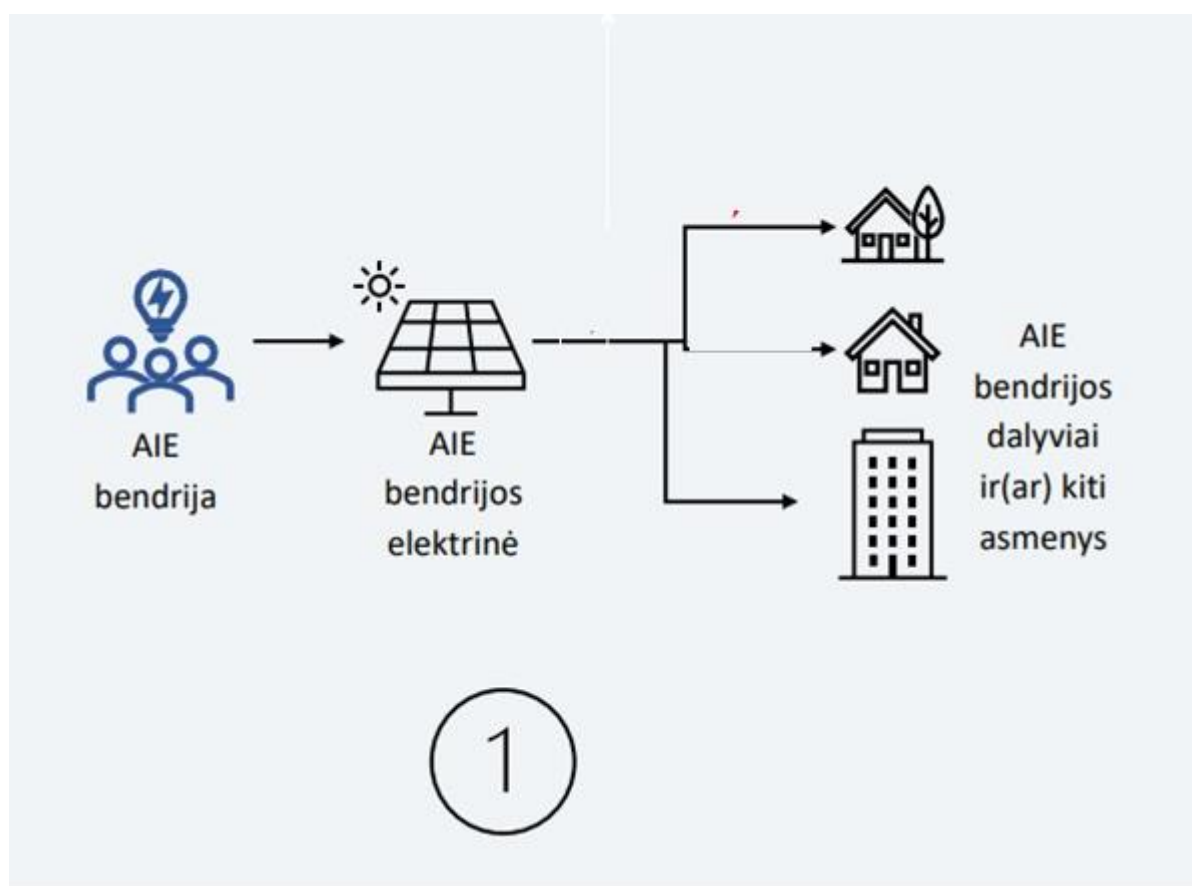 AIE
bendrija
AIE
bendrijos
elektrinė
AIE
bendrijos
dalyviai
ir(ar) kiti
asmenys
1